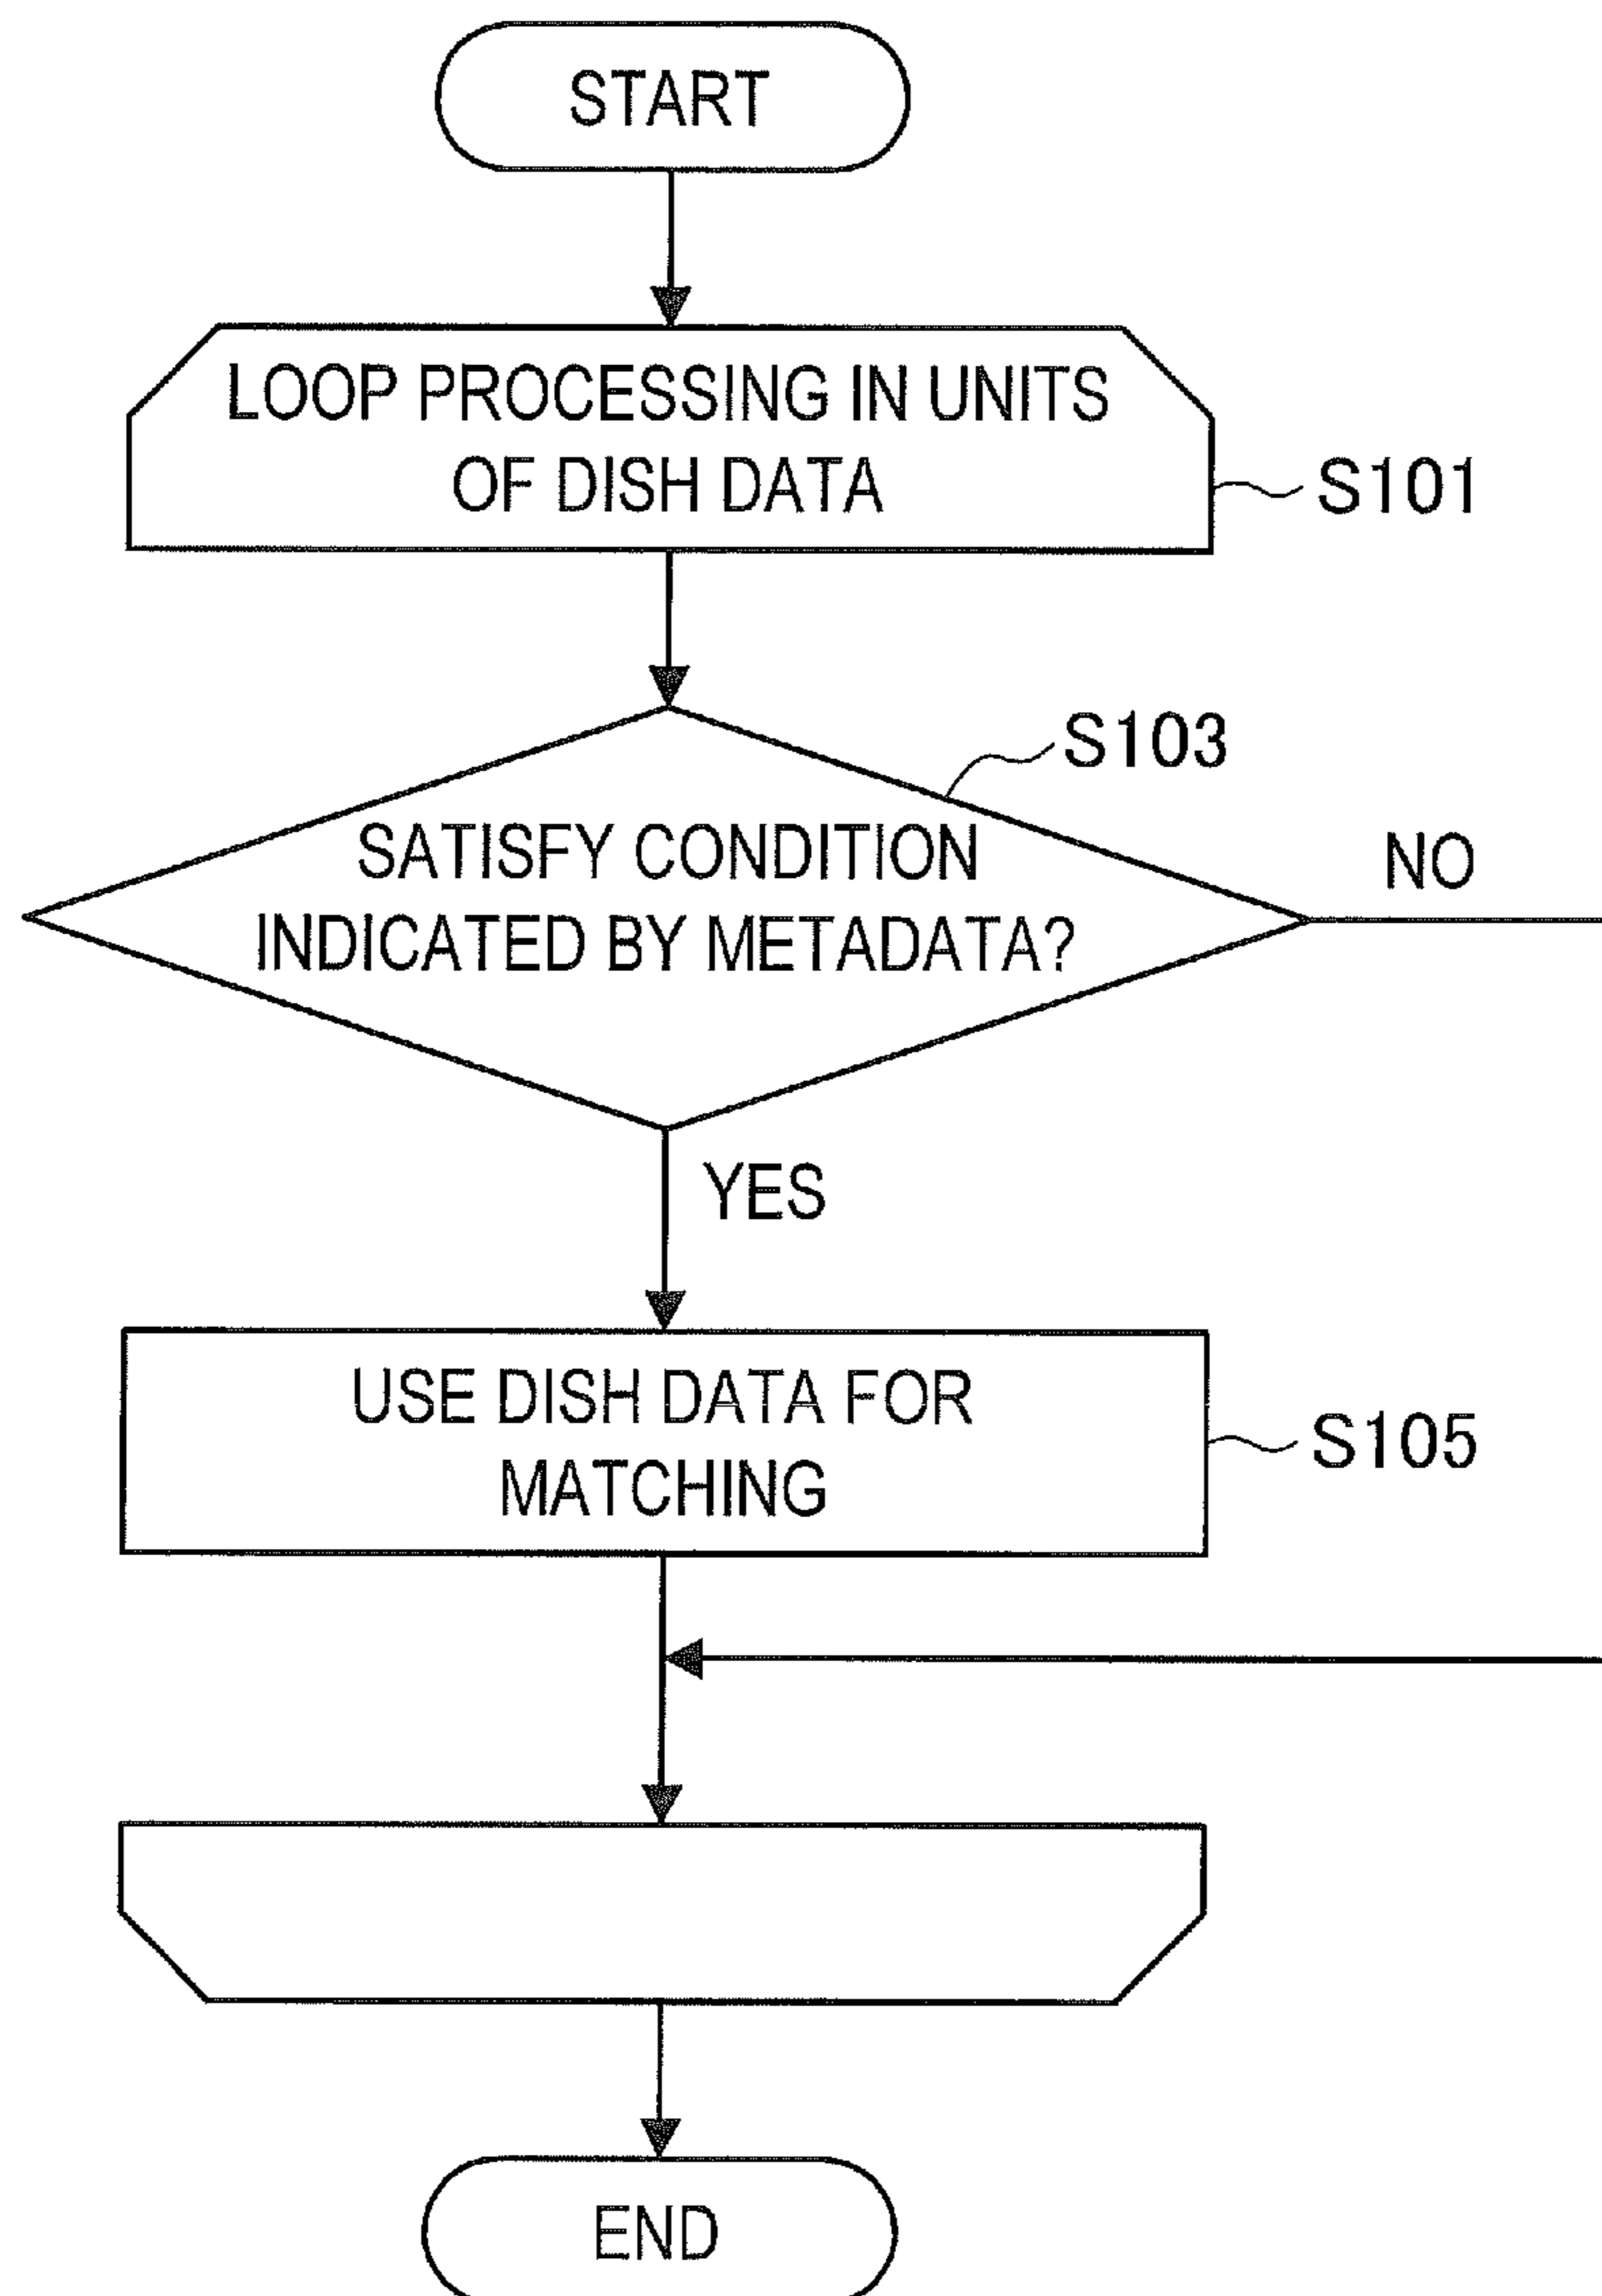 START
LOOP PROCESSING IN UNITS
OF DISH DATA
S101
S103
SATISFY CONDITION
INDICATED BY METADATA?
NO
YES
USE DISH DATA FOR
MATCHING
S105
END